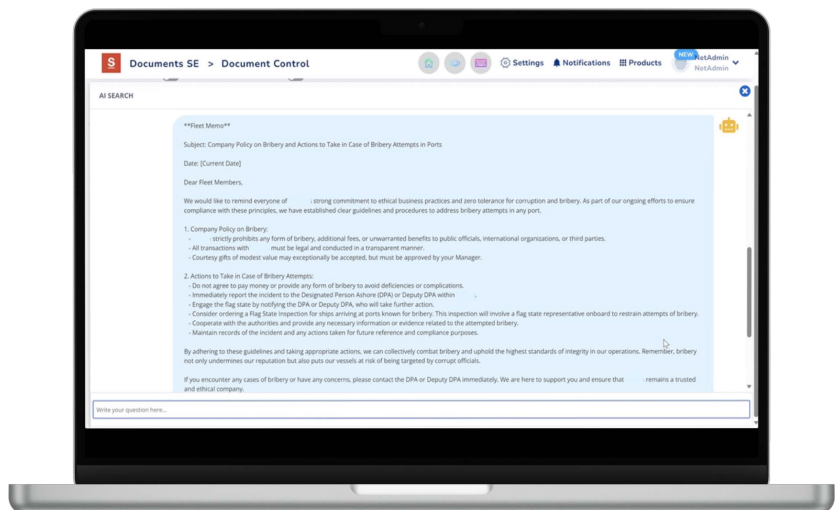 S Documents SE > Document Control
Settings Notifications Products NEW NotAdmin
NotAdmin
AI SEARCH
**Fleet Memo**
Subject: Company Policy on Bribery and Actions to Take in Case of Bribery Attempts in Ports
Date: [Current Date]
Dear Fleet Members,
We would like to remind everyone of strong commitment to ethical business practices and zero tolerance for corruption and bribery. As part of our ongoing efforts to ensure
compliance with these principles, we have established clear guidelines and procedures to address bribery attempts in any port.
1. Company Policy on Bribery:
- strictly prohibits any form of bribery, additional fees, or unwarranted benefits to public officials, international organizations, or third parties.
- All transactions with must be legal and conducted in a transparent manner.
- Courtesy gifts of modest value may exceptionally be accepted, but must be approved by your Manager.
2. Actions to Take in Case of Bribery Attempts:
- Do not agree to pay money or provide any form of bribery to avoid deficiencies or complications.
- Immediately report the incident to the Designated Person Ashore (DPA) or Deputy DPA within .
- Engage the flag state by notifying the DPA or Deputy DPA, who will take further action.
- Consider ordering a Flag State Inspection for ships arriving at ports known for bribery. This inspection will involve a flag state representative onboard to restrain attempts of bribery.
- Cooperate with the authorities and provide any necessary information or evidence related to the attempted bribery.
- Maintain records of the incident and any actions taken for future reference and compliance purposes.
By adhering to these guidelines and taking appropriate actions, we can collectively combat bribery and uphold the highest standards of integrity in our operations. Remember, bribery
not only undermines our reputation but also puts our vessels at risk of being targeted by corrupt officials.
If you encounter any cases of bribery or have any concerns, please contact the DPA or Deputy DPA immediately. We are here to support you and ensure that remains a trusted
and ethical company.
Write your question here...